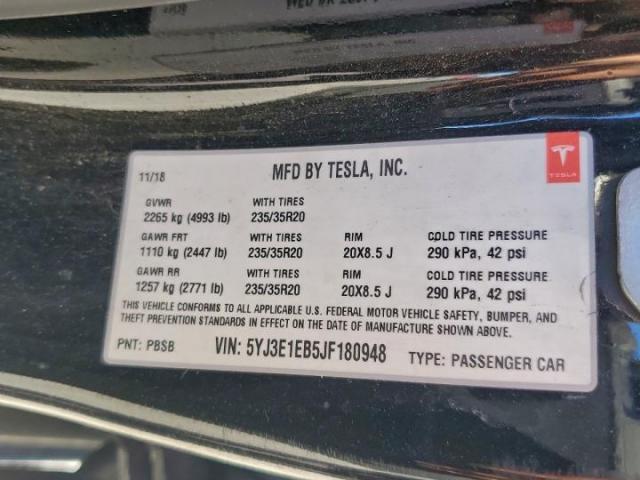 11/18
MFD BY TESLA, INC.
TESLA
GVWR WITH TIRES
2265 kg (4993 lb) 235/35R20
GAWR FRT WITH TIRES RIM COLD TIRE PRESSURE
1110 kg (2447 lb) 235/35R20 20X8.5 J 290 kPa, 42 psi
GAWR RR WITH TIRES RIM COLD TIRE PRESSURE
1257 kg (2771 lb) 235/35R20 20X8.5 J 290 kPa, 42 psi
THIS VEHICLE CONFORMS TO ALL APPLICABLE U.S. FEDERAL MOTOR VEHICLE SAFETY, BUMPER, AND
THEFT PREVENTION STANDARDS IN EFFECT ON THE DATE OF MANUFACTURE SHOWN ABOVE.
PNT: PBSB VIN: 5YJ3E1EB5JF180948 TYPE: PASSENGER CAR